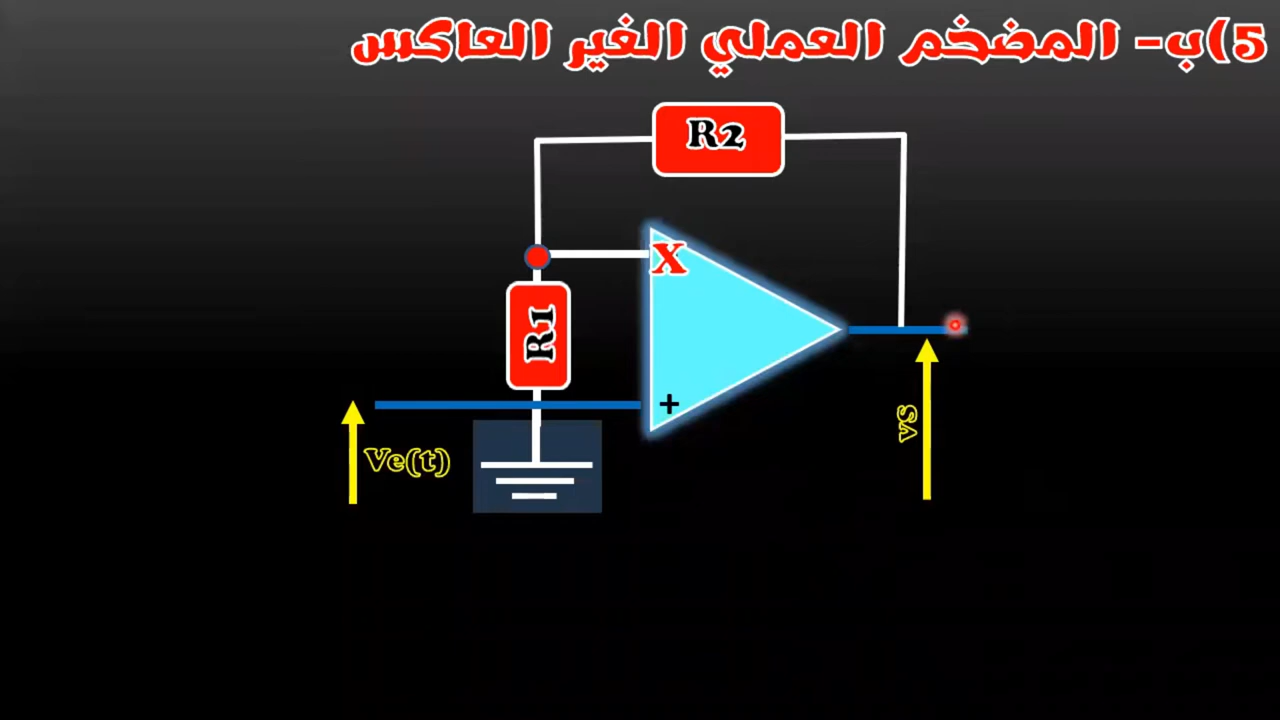 5)ب- المضخم العملي الغير العاكس
R2
X
R1
+
Ve(t)
vS